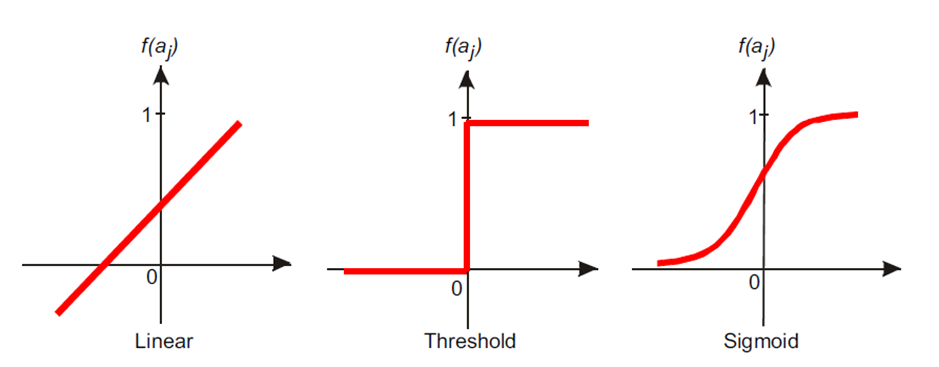 f(aj)
1
0
Linear
f(aj)
1
0
Threshold
f(aj)
1
0
Sigmoid